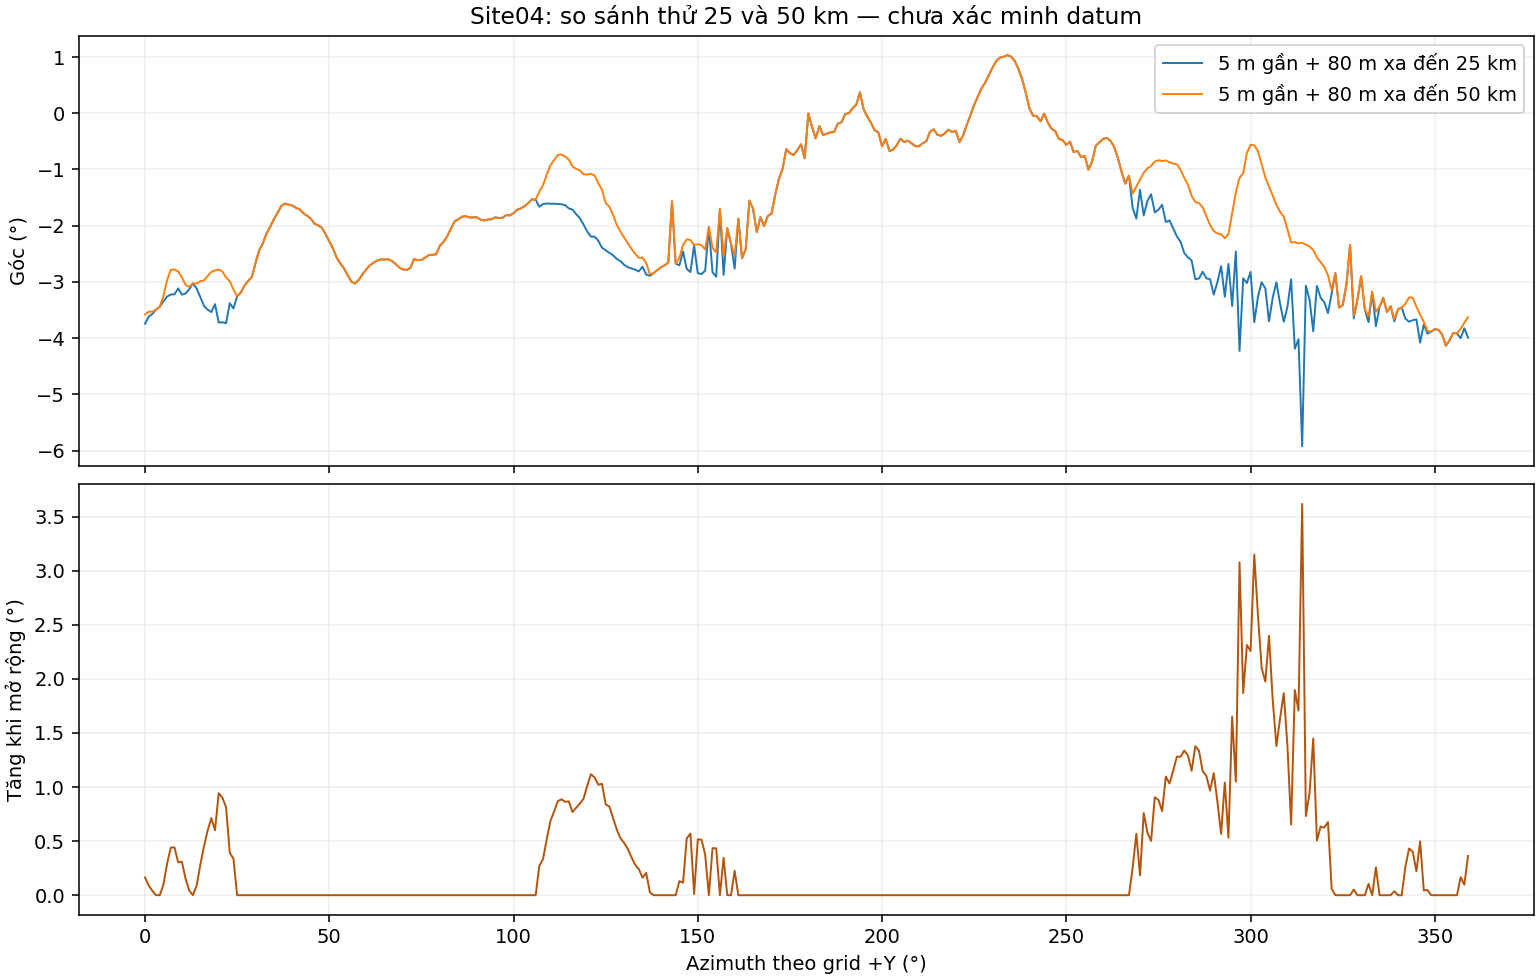 Site04: so sánh thử 25 và 50 km — chưa xác minh datum
5 m gần + 80 m xa đến 25 km
5 m gần + 80 m xa đến 50 km
Góc (°)
1
0
−1
−2
−3
−4
−5
−6
Tăng khi mở rộng (°)
3.5
3.0
2.5
2.0
1.5
1.0
0.5
0.0
0 50 100 150 200 250 300 350
Azimuth theo grid +Y (°)